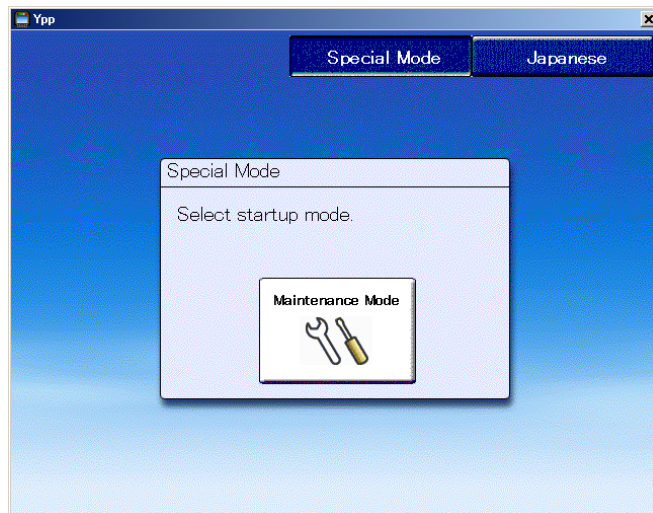 Ypp
Special Mode
Japanese
Special Mode
Select startup mode.
Maintenance Mode